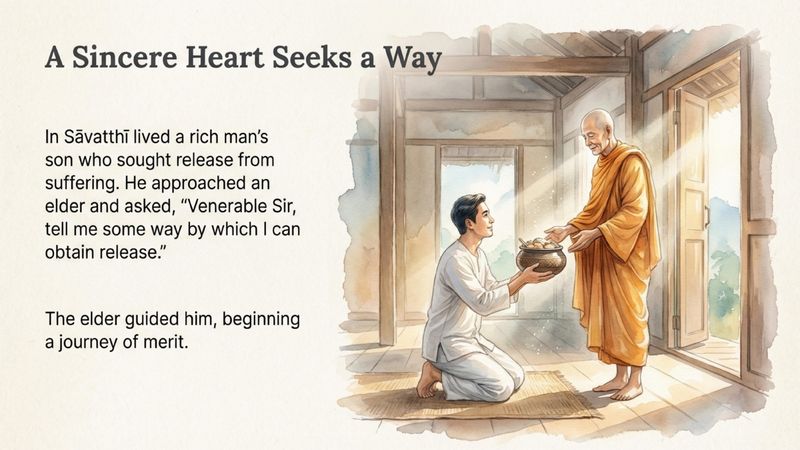 A Sincere Heart Seeks a Way
In Sāvatthī lived a rich man’s
son who sought release from
suffering. He approached an
elder and asked, “Venerable Sir,
tell me some way by which I can
obtain release.”
The elder guided him, beginning
a journey of merit.